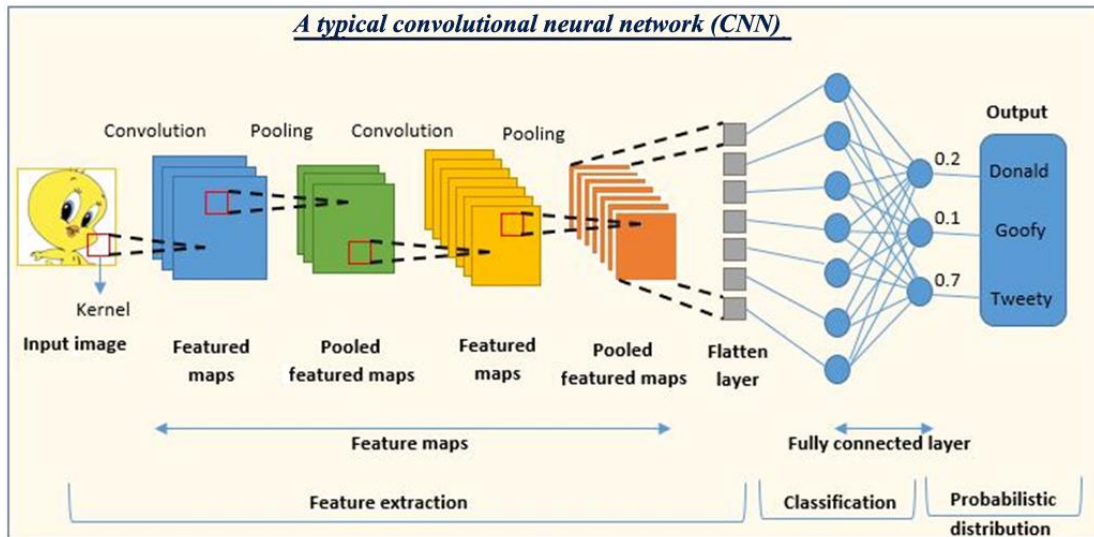 A typical convolutional neural network (CNN)
Convolution
Pooling
Convolution
Pooling
Output
0.2
Donald
0.1
Goofy
0.7
Tweety
Kernel
Input image
Featured
maps
Pooled
featured maps
Featured
maps
Pooled
featured maps
Flatten
layer
Feature maps
Fully connected layer
Feature extraction
Classification
Probabilistic
distribution